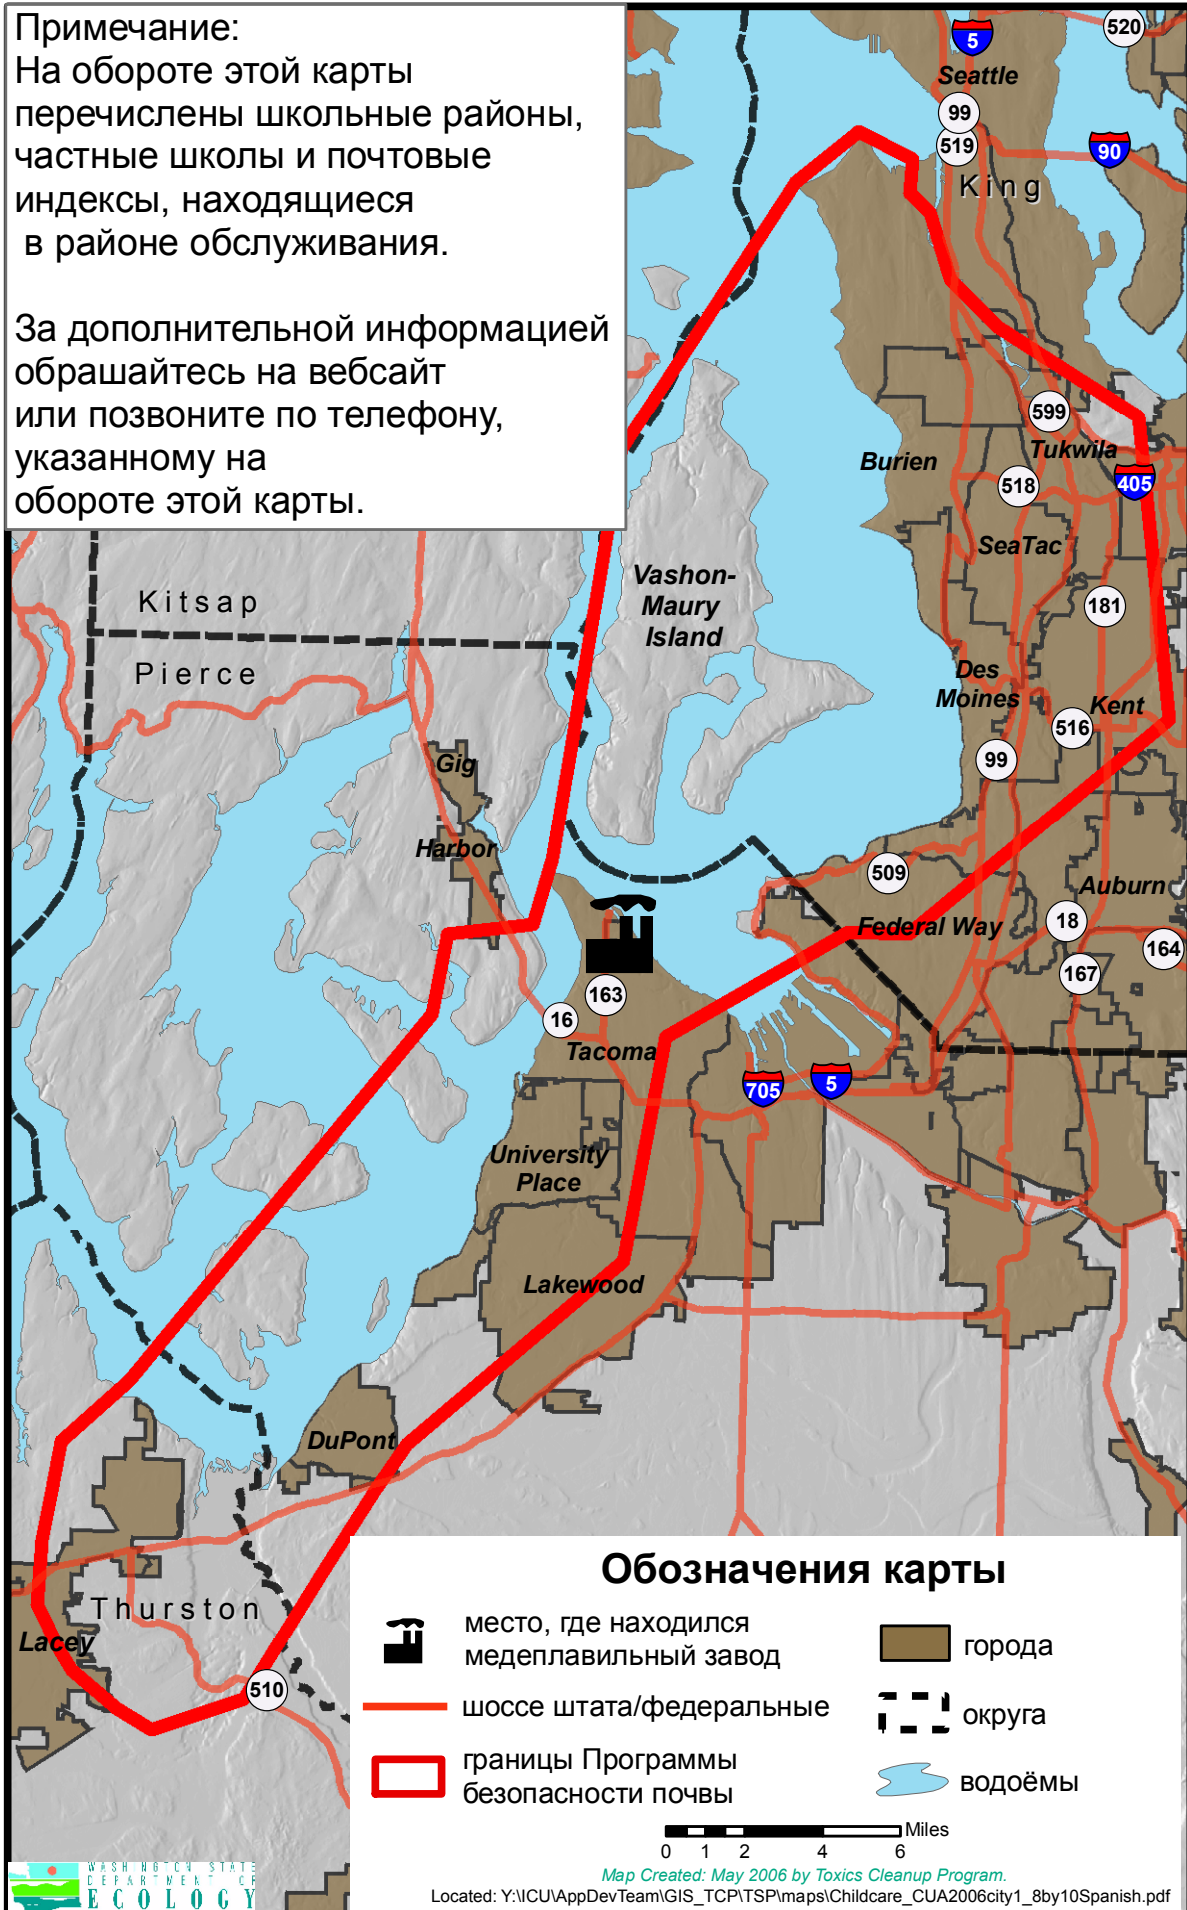 Примечание:
На обороте этой карты
перечислены школьные районы,
частные школы и почтовые
индексы, находящиеся
в районе обслуживания.
За дополнительной информацией
обрашайтесь на вебсайт
или позвоните по телефону,
указанному на
обороте этой карты.
5
520
Seattle
99
519
90
King
599
Tukwila
Burien
518
405
SeaTac
Vashon-
Maury
Island
181
Kitsap
Pierce
Des
Moines
Kent
516
99
Gig
Harbor
509
Auburn
18
Federal Way
164
167
163
16
Tacoma
705
5
University
Place
Lakewood
DuPont
Thurston
Lacey
510
Обозначения карты
место, где находился
медеплавильный завод
города
шоссе штата/федеральные
округа
границы Программы
безопасности почвы
водоёмы
Miles
0 1 2 4 6
Map Created: May 2006 by Toxics Cleanup Program.
Located: Y:\ICU\AppDevTeam\GIS_TCP\TSP\maps\Childcare_CUA2006city1_8by10Spanish.pdf
WASHINGTON STATE
DEPARTMENT OF
ECOLOGY